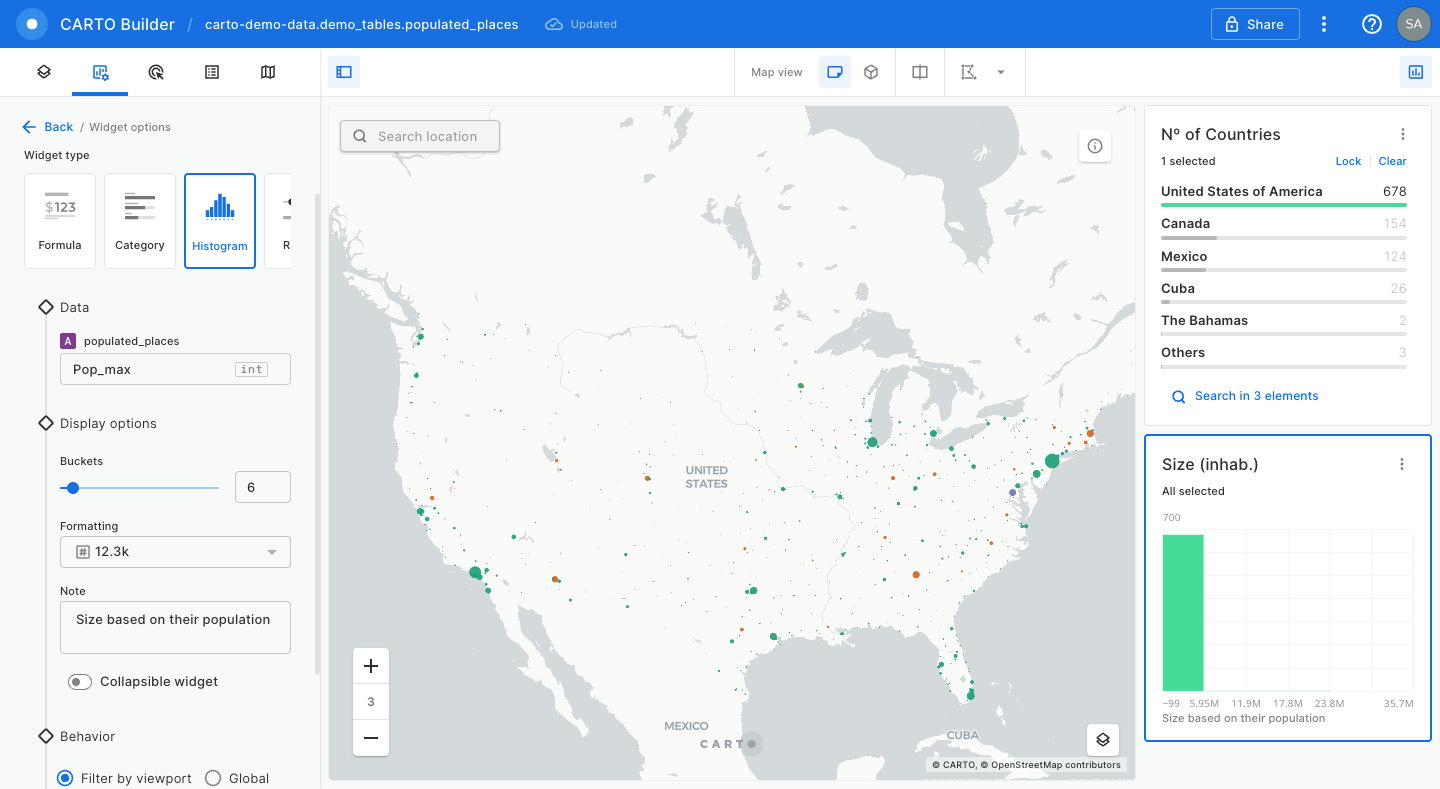 CARTO Builder / carto-demo-data.demo_tables.populated_places Updated Share SA
Map view
Back / Widget options
Widget type
$123
Formula Category Histogram R
Data
A populated_places
Pop_max int
Display options
Buckets
6
Formatting
# 12.3k
Note
Size based on their population
Collapsible widget
Behavior
Filter by viewport Global
Search location
UNITED
STATES
MEXICO
CARTO
CUBA
3
© CARTO, © OpenStreetMap contributors
Nº of Countries
1 selected Lock | Clear
United States of America 678
Canada 154
Mexico 124
Cuba 26
The Bahamas 2
Others 3
Search in 3 elements
Size (inhab.)
All selected
700
−99 5.95M 11.9M 17.8M 23.8M 35.7M
Size based on their population